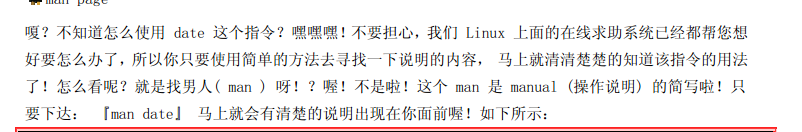 man page
嗄？不知道怎么使用 date 这个指令？嘿嘿嘿！不要担心，我们 Linux 上面的在线求助系统已经都帮您想
好要怎么办了，所以你只要使用简单的方法去寻找一下说明的内容， 马上就清清楚楚的知道该指令的用法
了！怎么看呢？就是找男人( man ) 呀！？喔！不是啦！这个 man 是 manual (操作说明) 的简写啦！只
要下达： 『man date』 马上就会有清楚的说明出现在你面前喔！如下所示：